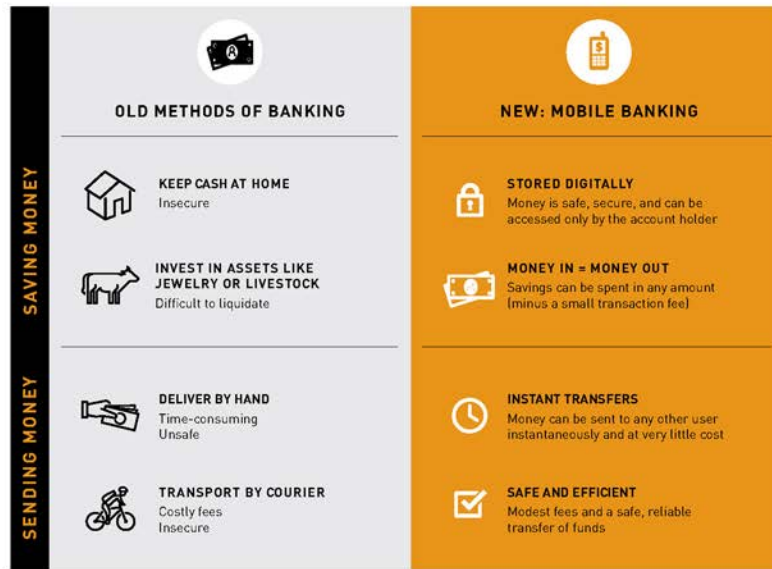 OLD METHODS OF BANKING
NEW: MOBILE BANKING
SAVING MONEY
KEEP CASH AT HOME
Insecure
STORED DIGITALLY
Money is safe, secure, and can be
accessed only by the account holder
INVEST IN ASSETS LIKE
JEWELRY OR LIVESTOCK
Difficult to liquidate
MONEY IN = MONEY OUT
Savings can be spent in any amount
(minus a small transaction fee)
SENDING MONEY
DELIVER BY HAND
Time-consuming
Unsafe
INSTANT TRANSFERS
Money can be sent to any other user
instantaneously and at very little cost
TRANSPORT BY COURIER
Costly fees
Insecure
SAFE AND EFFICIENT
Modest fees and a safe, reliable
transfer of funds